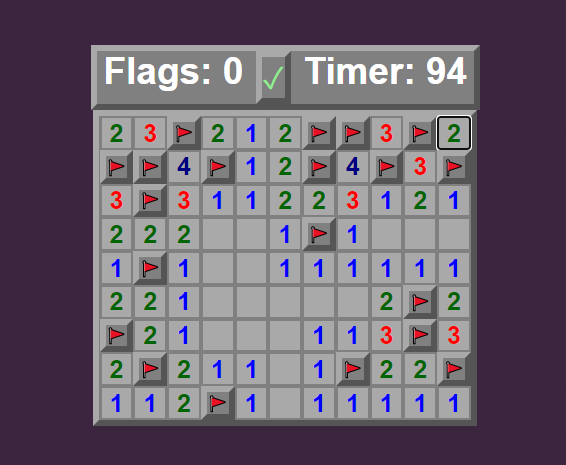 Flags: 0 ✓ Timer: 94
2 3 2 1 2 3 2
4 1 2 4 3
3 3 1 1 2 2 3 1 2 1
2 2 2 1 1
1 1 1 1 1 1 1 1
2 2 1 2 2
2 1 1 1 3 3
2 2 1 1 1 2 2
1 1 2 1 1 1 1 1 1